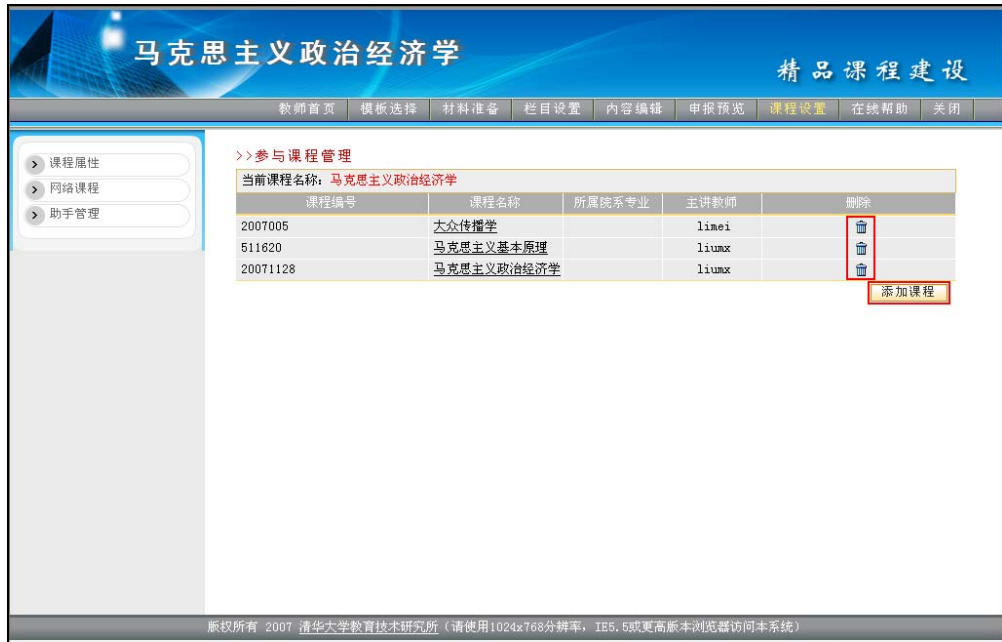 马克思主义政治经济学
精品课程建设
教师首页 模板选择 材料准备 栏目设置 内容编辑 申报预览 课程设置 在线帮助 关闭
课程属性
网络课程
助手管理
>>参与课程管理
当前课程名称：马克思主义政治经济学
课程编号 课程名称 所属院系专业 主讲教师 删除
2007005 大众传播学 limei
511620 马克思主义基本原理 liumx
20071128 马克思主义政治经济学 liumx
添加课程
版权所有 2007 清华大学教育技术研究所（请使用1024x768分辨率，IE5.5或更高版本浏览器访问本系统）